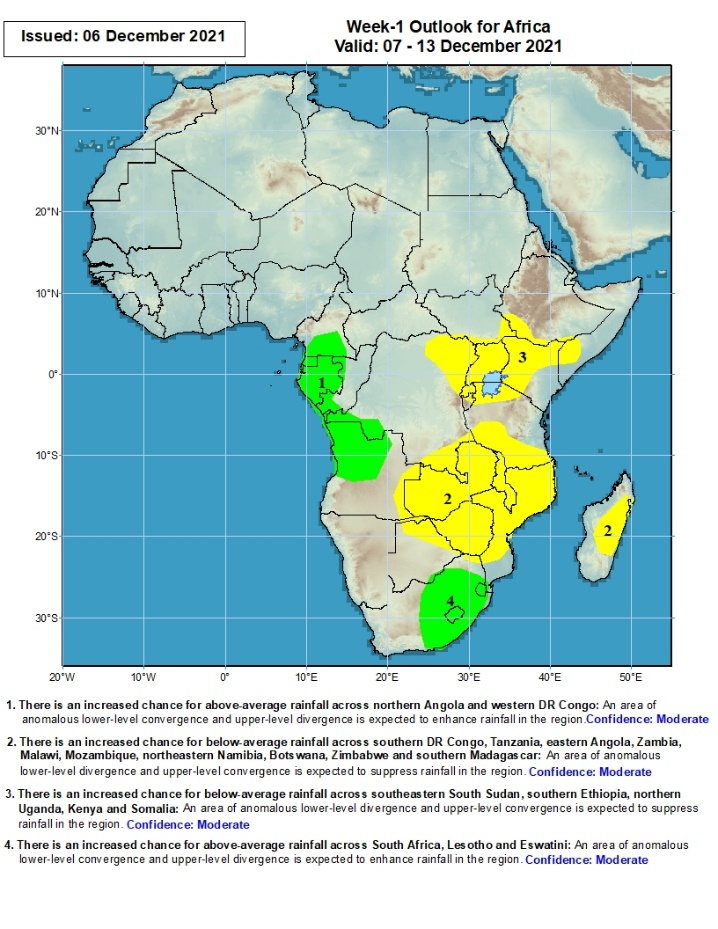 Issued: 06 December 2021
Week-1 Outlook for Africa
Valid: 07 - 13 December 2021
30°N
20°N
10°N
0°
10°S
20°S
30°S
20°W
10°W
0°
10°E
20°E
30°E
40°E
50°E
1
3
2
2
4
1. There is an increased chance for above-average rainfall across northern Angola and western DR Congo: An area of
anomalous lower-level convergence and upper-level divergence is expected to enhance rainfall in the region.Confidence: Moderate
2. There is an increased chance for below-average rainfall across southern DR Congo, Tanzania, eastern Angola, Zambia,
Malawi, Mozambique, northeastern Namibia, Botswana, Zimbabwe and southern Madagascar: An area of anomalous
lower-level divergence and upper-level convergence is expected to suppress rainfall in the region. Confidence: Moderate
3. There is an increased chance for below-average rainfall across southeastern South Sudan, southern Ethiopia, northern
Uganda, Kenya and Somalia: An area of anomalous lower-level divergence and upper-level convergence is expected to suppress
rainfall in the region. Confidence: Moderate
4. There is an increased chance for above-average rainfall across South Africa, Lesotho and Eswatini: An area of anomalous
lower-level convergence and upper-level divergence is expected to enhance rainfall in the region. Confidence: Moderate